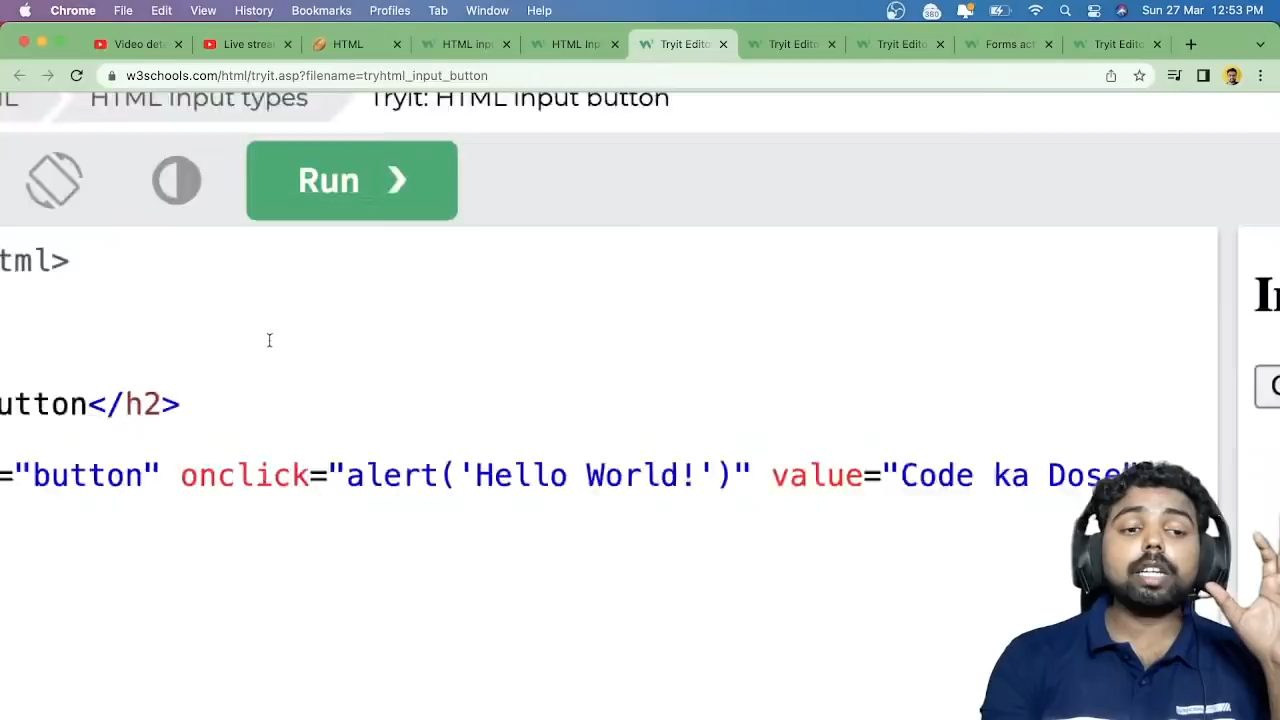 Chrome File Edit View History Bookmarks Profiles Tab Window Help 380 Sun 27 Mar 12:53 PM
Video det Live strea HTML HTML inp HTML Inp Tryit Edito Tryit Edito Tryit Edito Forms act Tryit Edito
w3schools.com/html/tryit.asp?filename=tryhtml_input_button
HTML Input types Tryit: HTML input button
Run ❯
tml>
utton</h2>
="button" onclick="alert('Hello World!')" value="Code ka Dose"